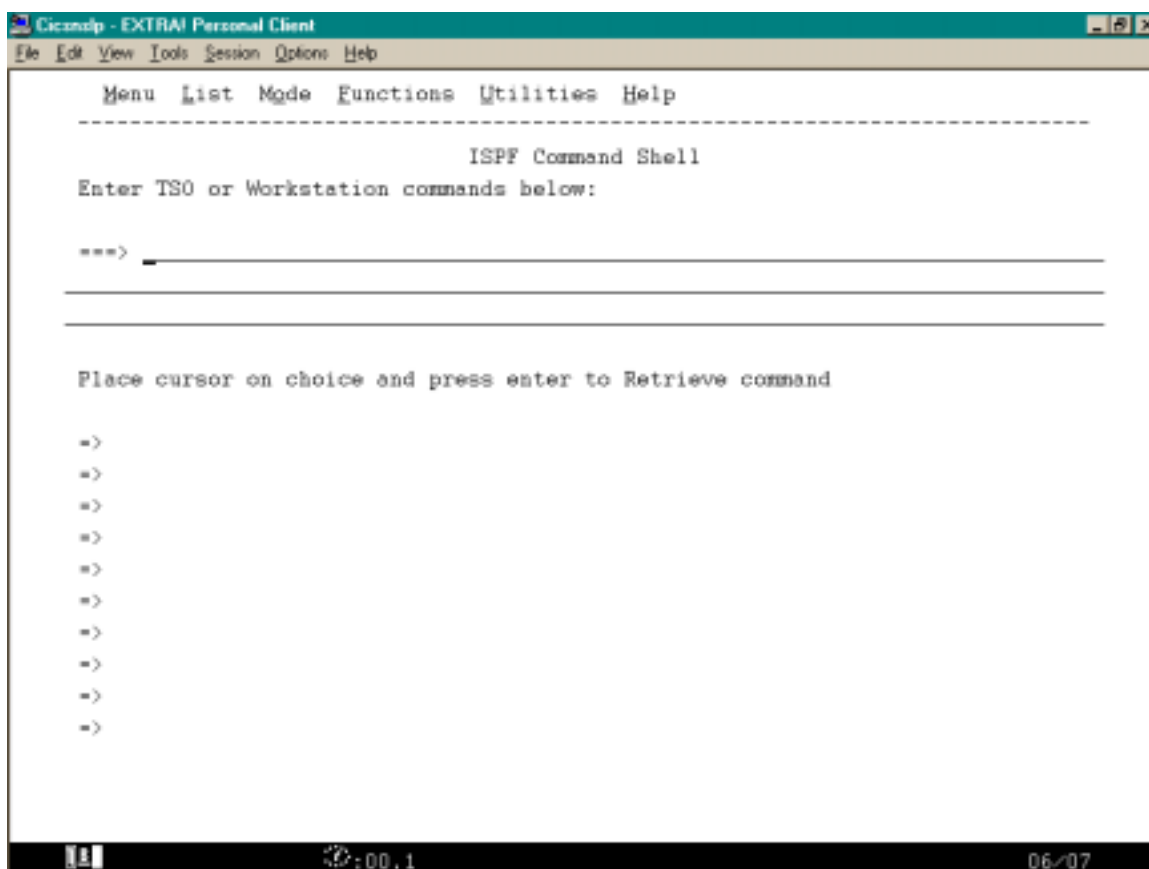 Cicsnslp - EXTRA! Personal Client
File Edit View Tools Session Options Help
Menu List Mode Functions Utilities Help
-------------------------------------------------------------------------------
ISPF Command Shell
Enter TSO or Workstation commands below:
===>
Place cursor on choice and press enter to Retrieve command
=>
=>
=>
=>
=>
=>
=>
=>
=>
=>
:00.1 06/07